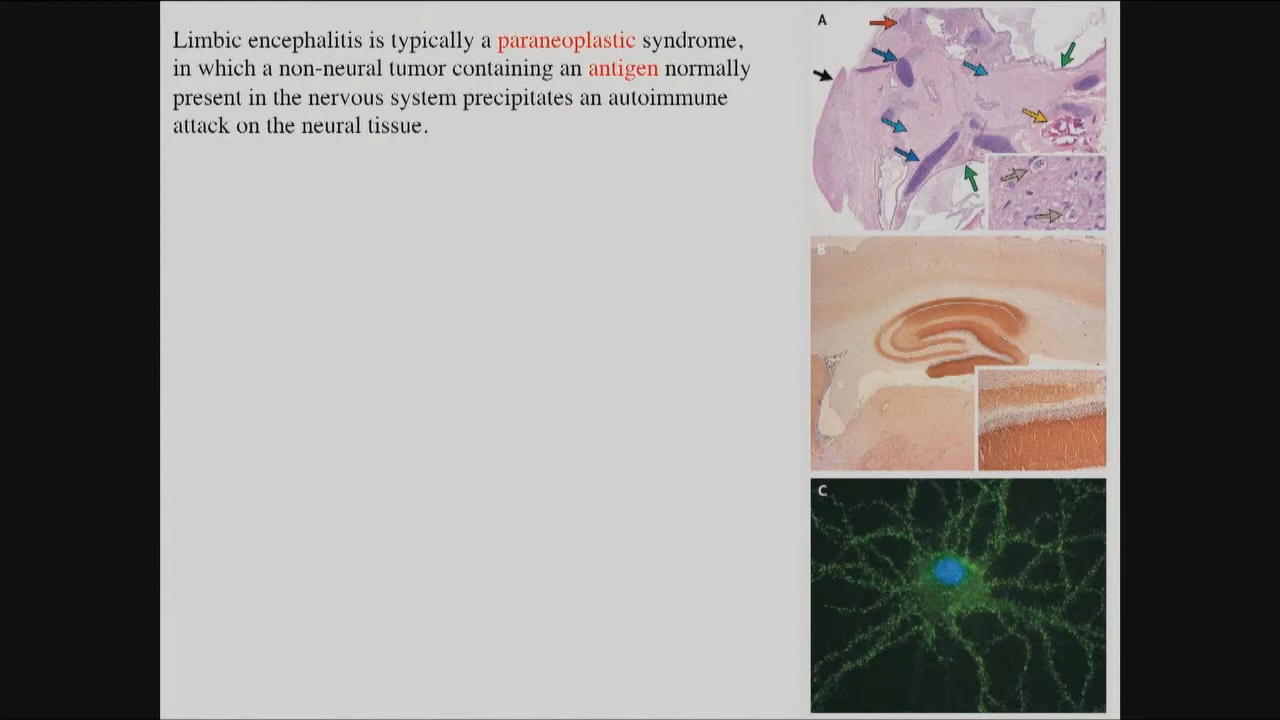 Limbic encephalitis is typically a paraneoplastic syndrome,
in which a non-neural tumor containing an antigen normally
present in the nervous system precipitates an autoimmune
attack on the neural tissue.
A
B
C